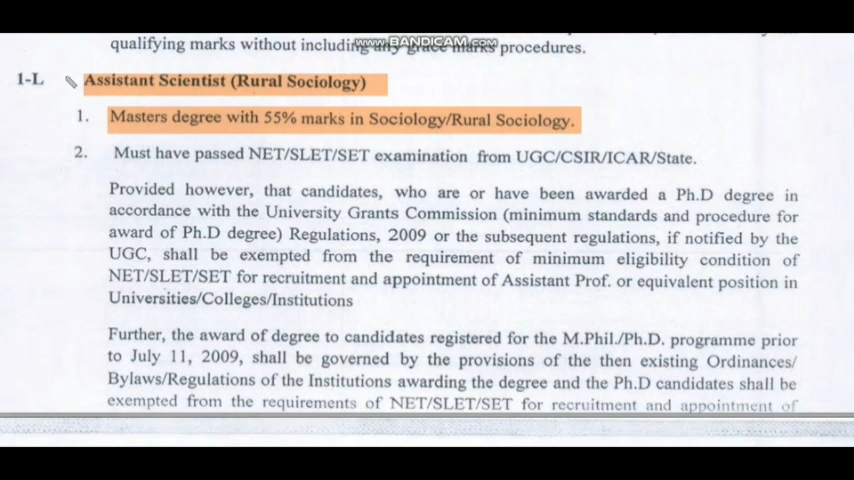 qualifying marks without including any grace marks procedures.
www.BANDICAM.com
1-L Assistant Scientist (Rural Sociology)
1. Masters degree with 55% marks in Sociology/Rural Sociology.
2. Must have passed NET/SLET/SET examination from UGC/CSIR/ICAR/State.
Provided however, that candidates, who are or have been awarded a Ph.D degree in
accordance with the University Grants Commission (minimum standards and procedure for
award of Ph.D degree) Regulations, 2009 or the subsequent regulations, if notified by the
UGC, shall be exempted from the requirement of minimum eligibility condition of
NET/SLET/SET for recruitment and appointment of Assistant Prof. or equivalent position in
Universities/Colleges/Institutions
Further, the award of degree to candidates registered for the M.Phil./Ph.D. programme prior
to July 11, 2009, shall be governed by the provisions of the then existing Ordinances/
Bylaws/Regulations of the Institutions awarding the degree and the Ph.D candidates shall be
exempted from the requirements of NET/SLET/SET for recruitment and appointment of